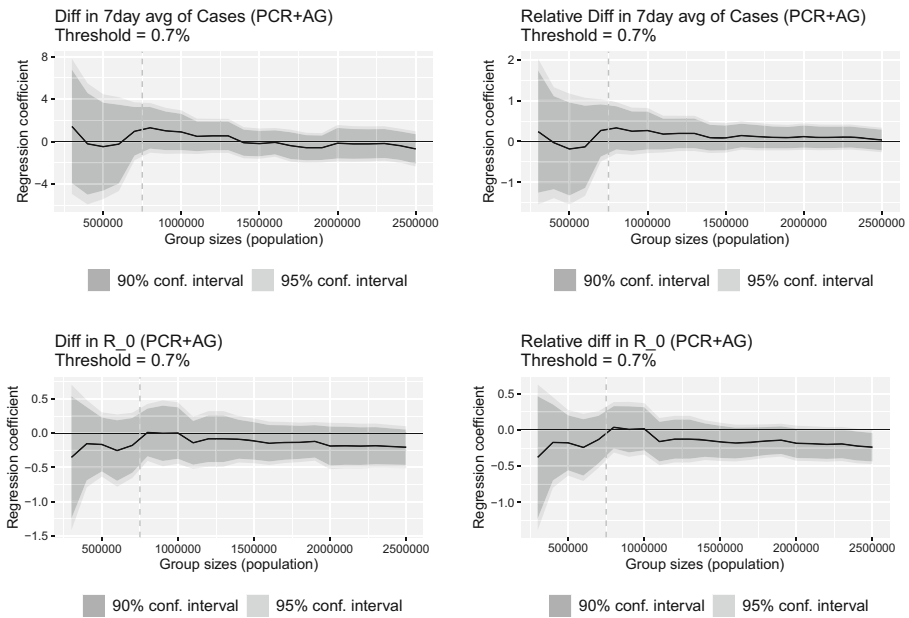 Diff in 7day avg of Cases (PCR+AG)
Threshold = 0.7%
Regression coefficient
8
4
0
−4
500000 1000000 1500000 2000000 2500000
Group sizes (population)
90% conf. interval 95% conf. interval
Relative Diff in 7day avg of Cases (PCR+AG)
Threshold = 0.7%
Regression coefficient
2
1
0
−1
500000 1000000 1500000 2000000 2500000
Group sizes (population)
90% conf. interval 95% conf. interval
Diff in R_0 (PCR+AG)
Threshold = 0.7%
Regression coefficient
0.5
0.0
−0.5
−1.0
−1.5
500000 1000000 1500000 2000000 2500000
Group sizes (population)
90% conf. interval 95% conf. interval
Relative diff in R_0 (PCR+AG)
Threshold = 0.7%
Regression coefficient
0.5
0.0
−0.5
−1.0
500000 1000000 1500000 2000000 2500000
Group sizes (population)
90% conf. interval 95% conf. interval